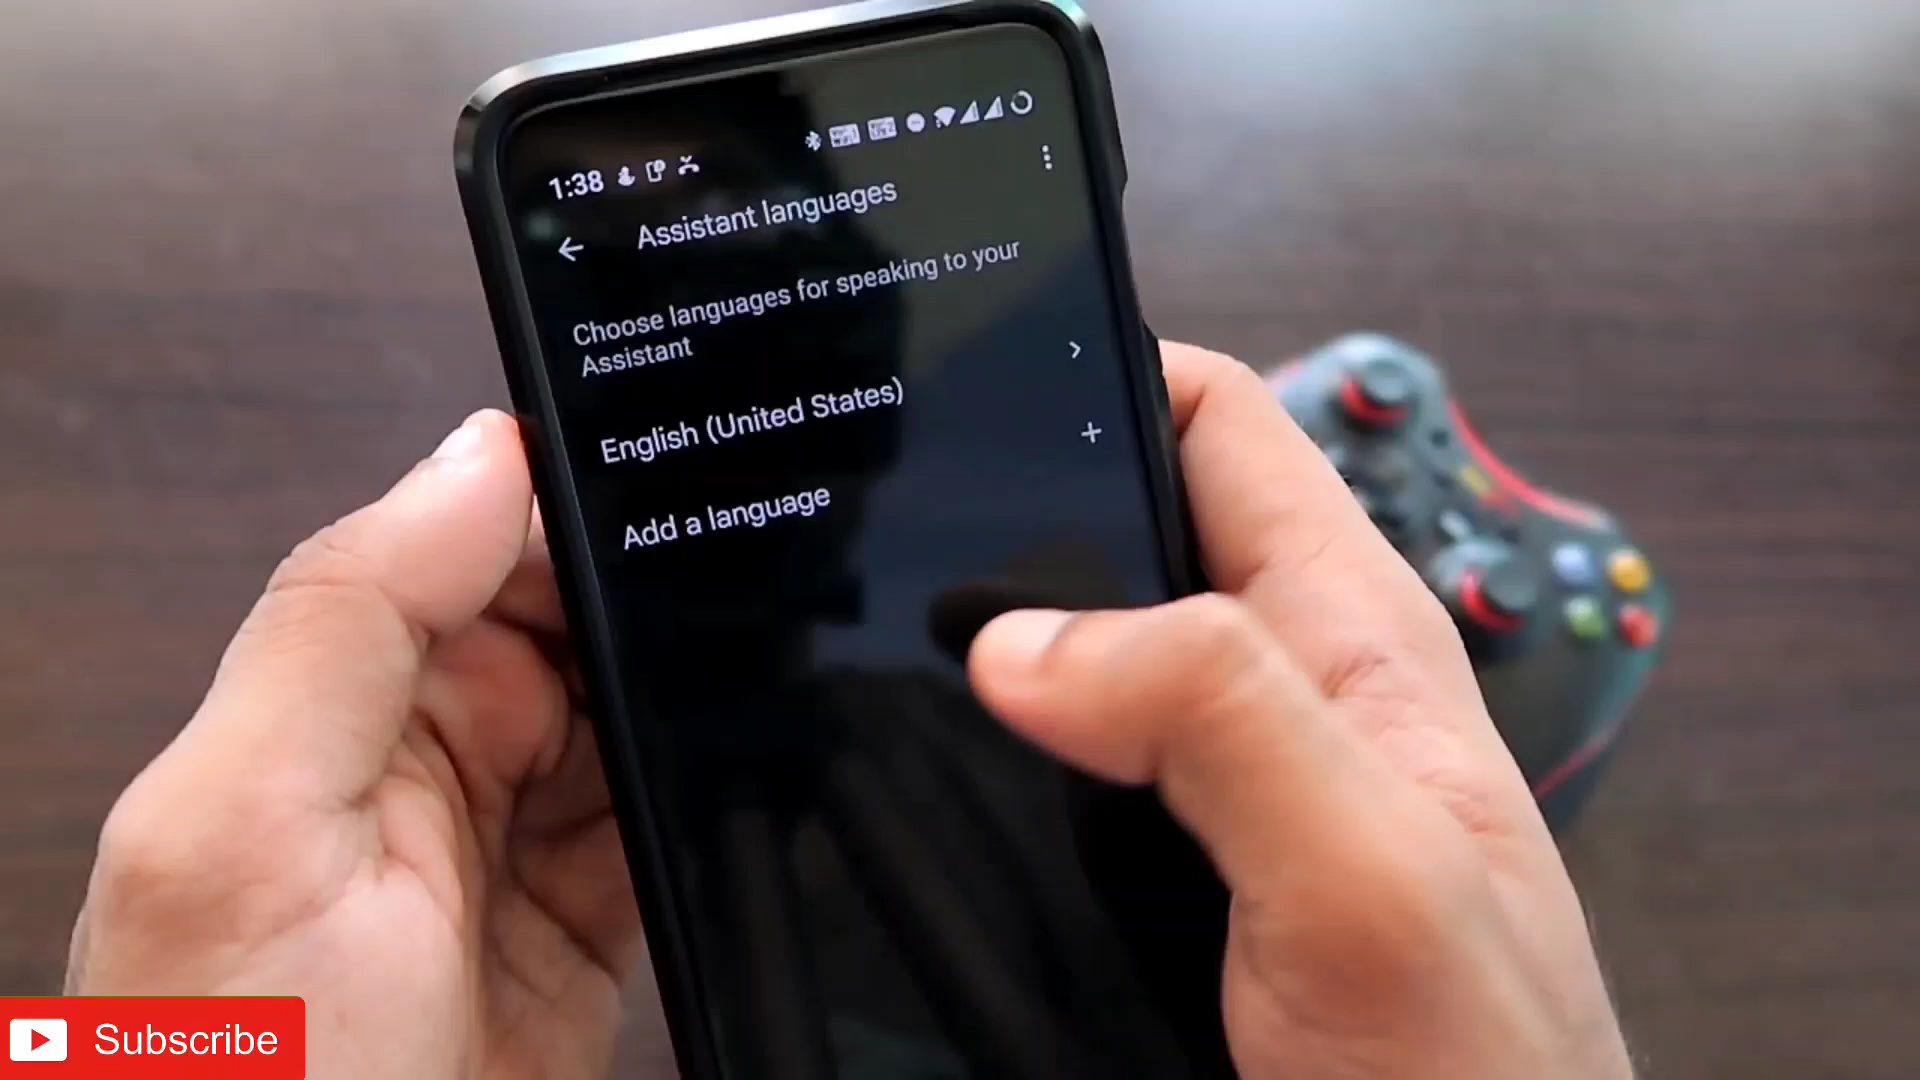 1:38
Assistant languages
Choose languages for speaking to your
Assistant
English (United States)
Add a language
Subscribe